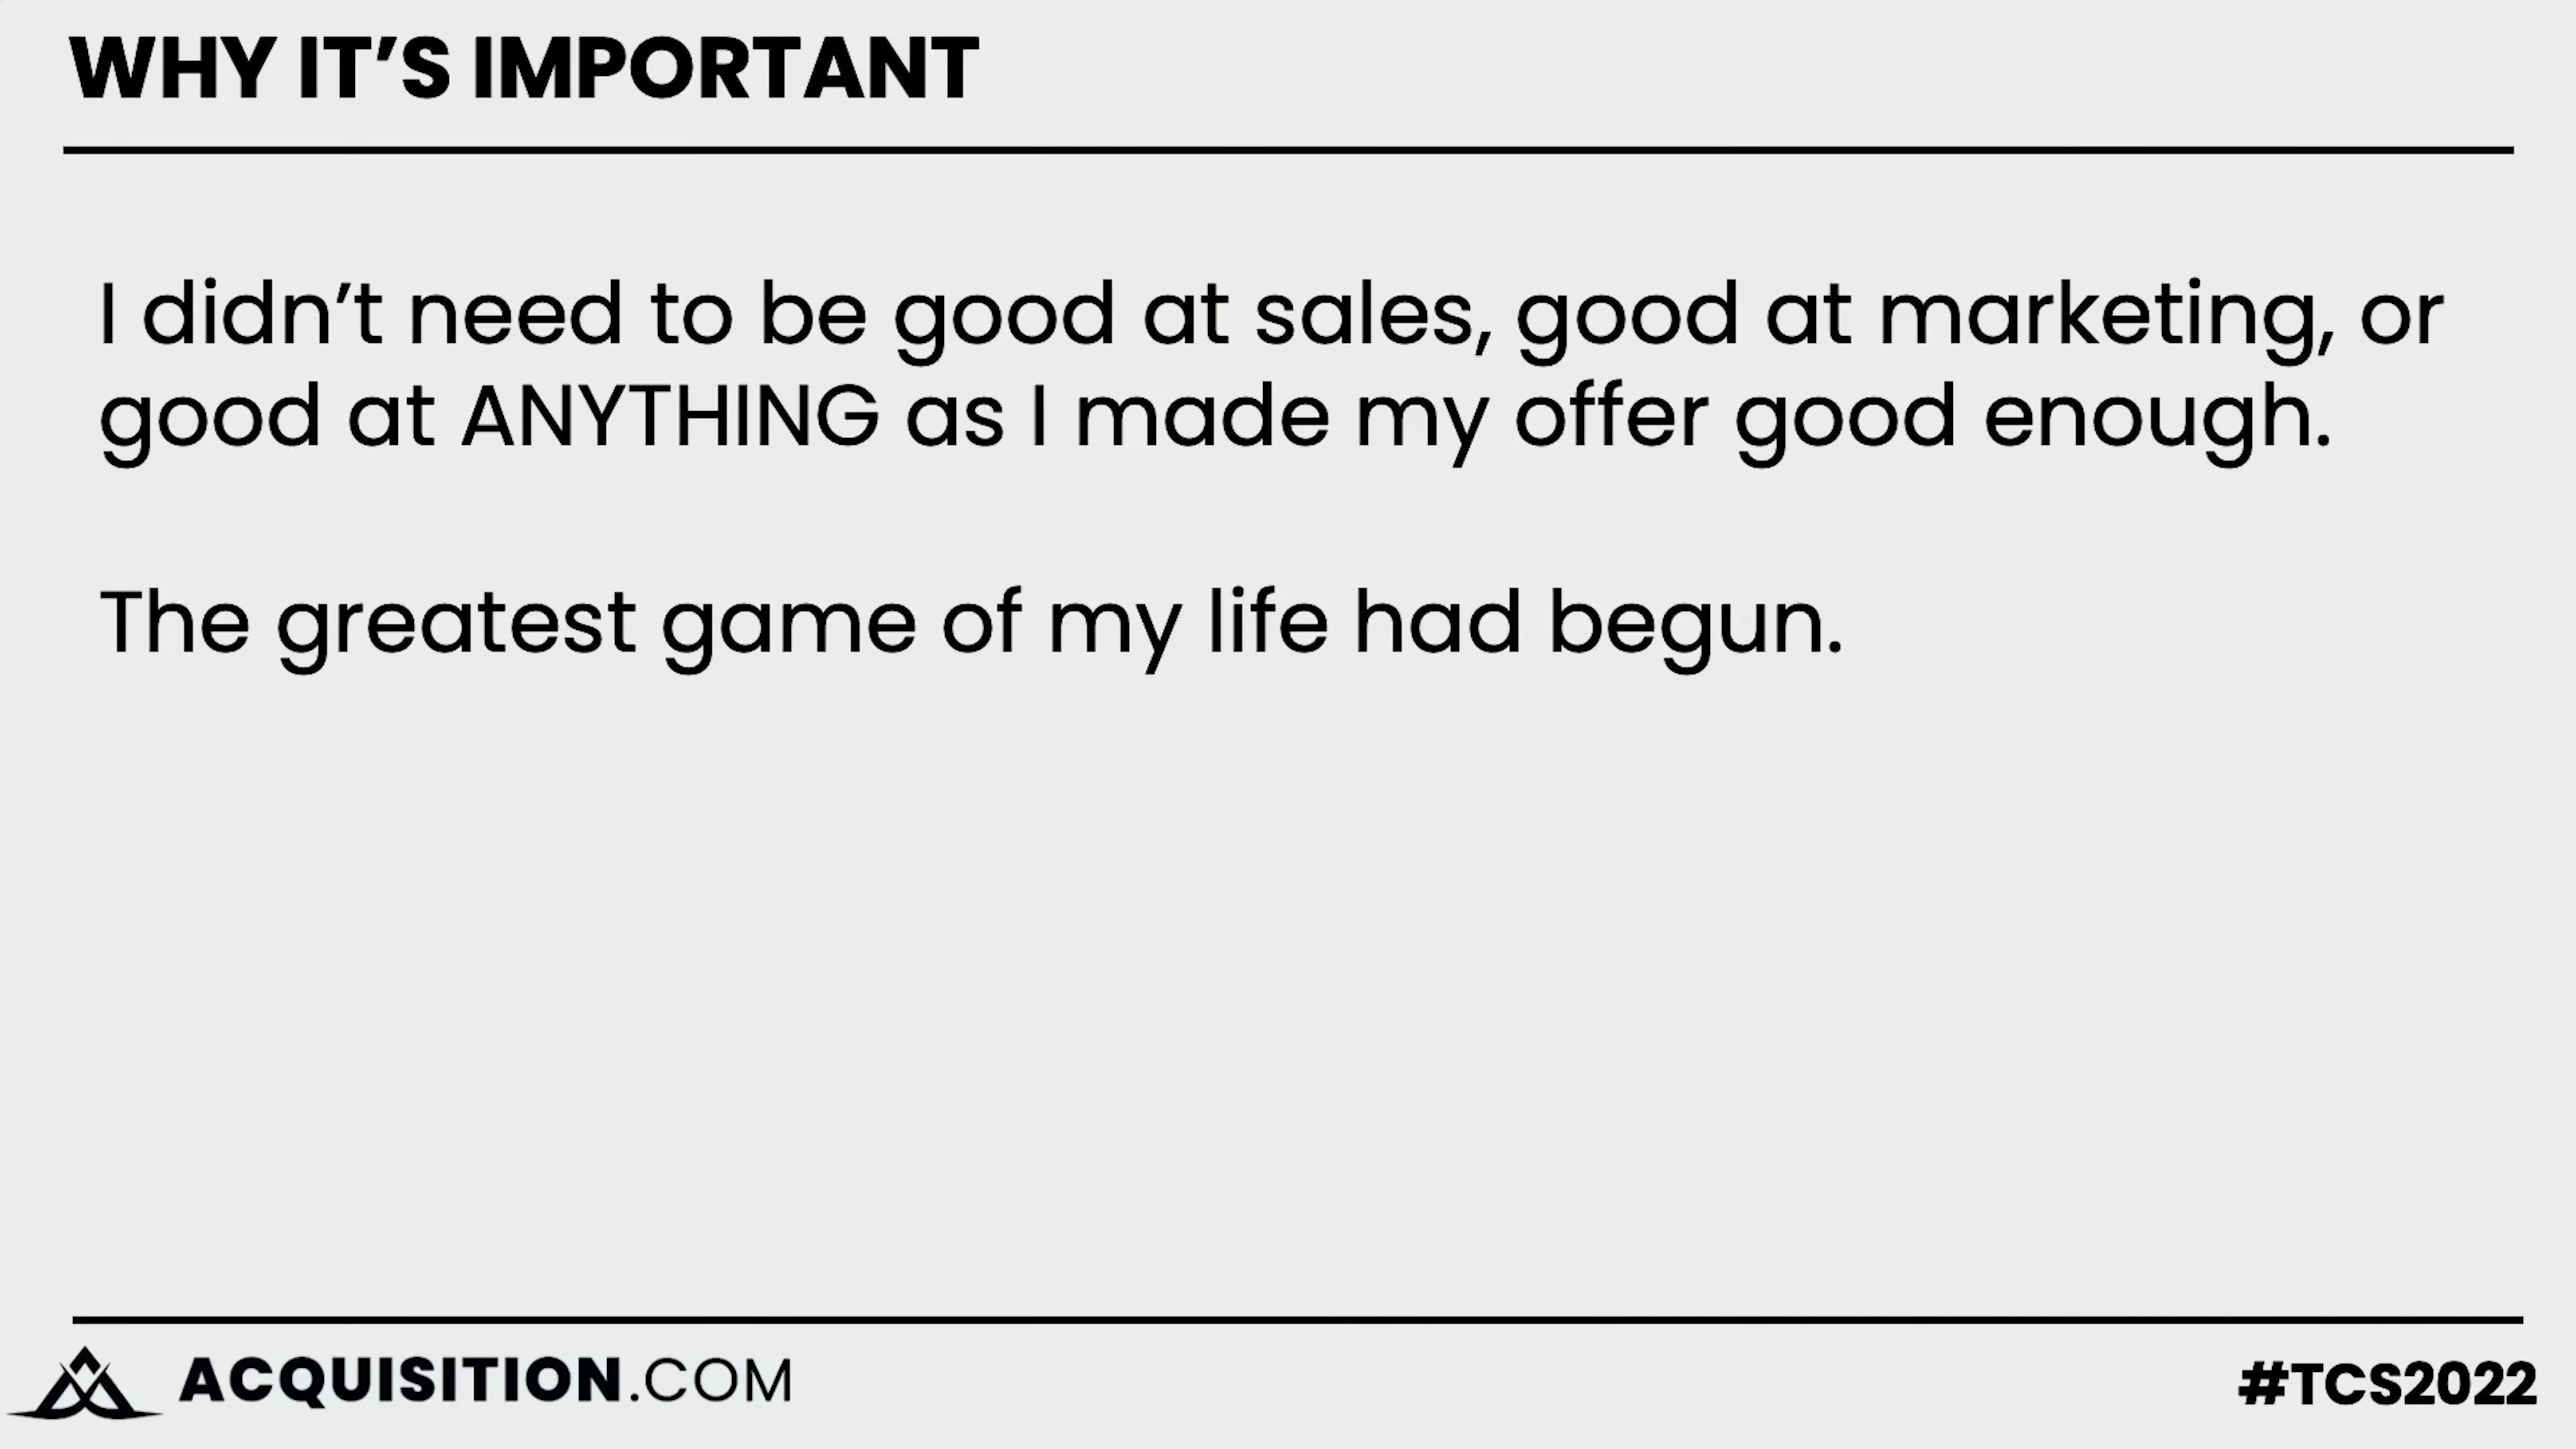 WHY IT’S IMPORTANT
I didn’t need to be good at sales, good at marketing, or
good at ANYTHING as I made my offer good enough.
The greatest game of my life had begun.
ACQUISITION.COM
#TCS2022